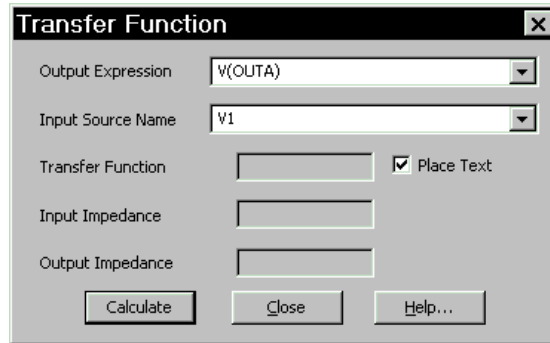 Transfer Function
Output Expression V(OUTA)
Input Source Name V1
Transfer Function Place Text
Input Impedance
Output Impedance
Calculate Close Help...